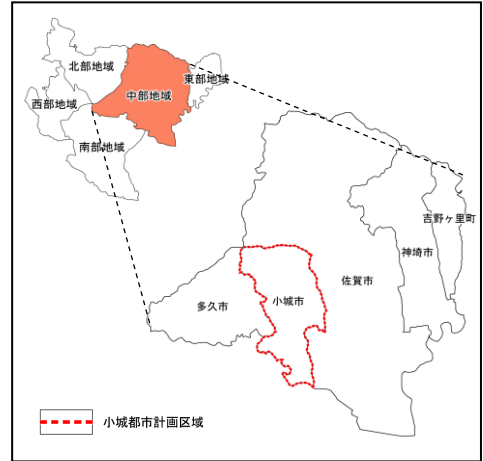 北部地域
東部地域
中部地域
西部地域
南部地域
吉野ヶ里町
神埼市
佐賀市
小城市
多久市
小城都市計画区域